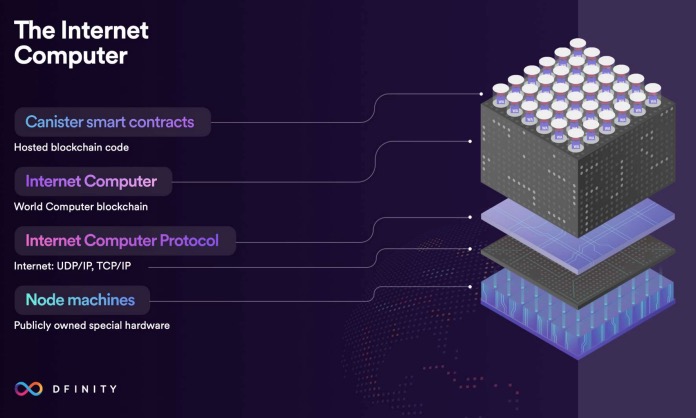 The Internet
Computer
Canister smart contracts
Hosted blockchain code
Internet Computer
World Computer blockchain
Internet Computer Protocol
Internet: UDP/IP, TCP/IP
Node machines
Publicly owned special hardware
DFINITY